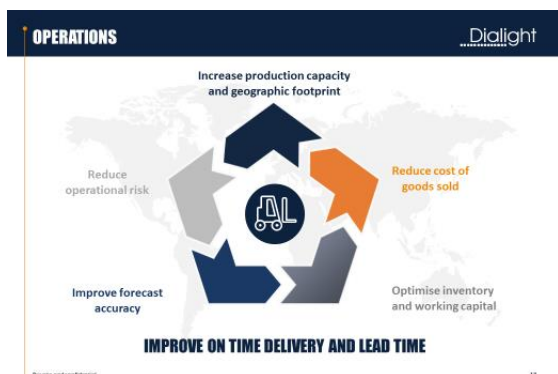 OPERATIONS
Dialight
Increase production capacity
and geographic footprint
Reduce
operational risk
Reduce cost of
goods sold
Improve forecast
accuracy
Optimise inventory
and working capital
IMPROVE ON TIME DELIVERY AND LEAD TIME